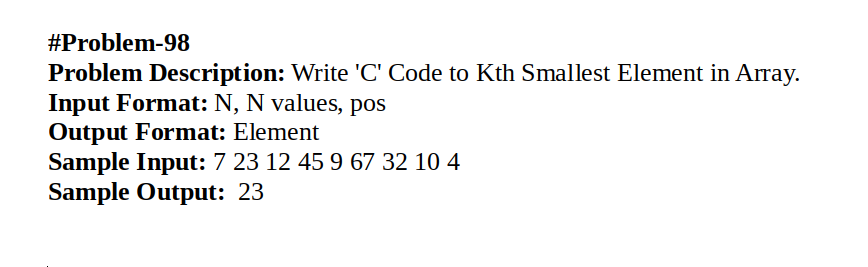 #Problem-98
Problem Description: Write 'C' Code to Kth Smallest Element in Array.
Input Format: N, N values, pos
Output Format: Element
Sample Input: 7 23 12 45 9 67 32 10 4
Sample Output: 23